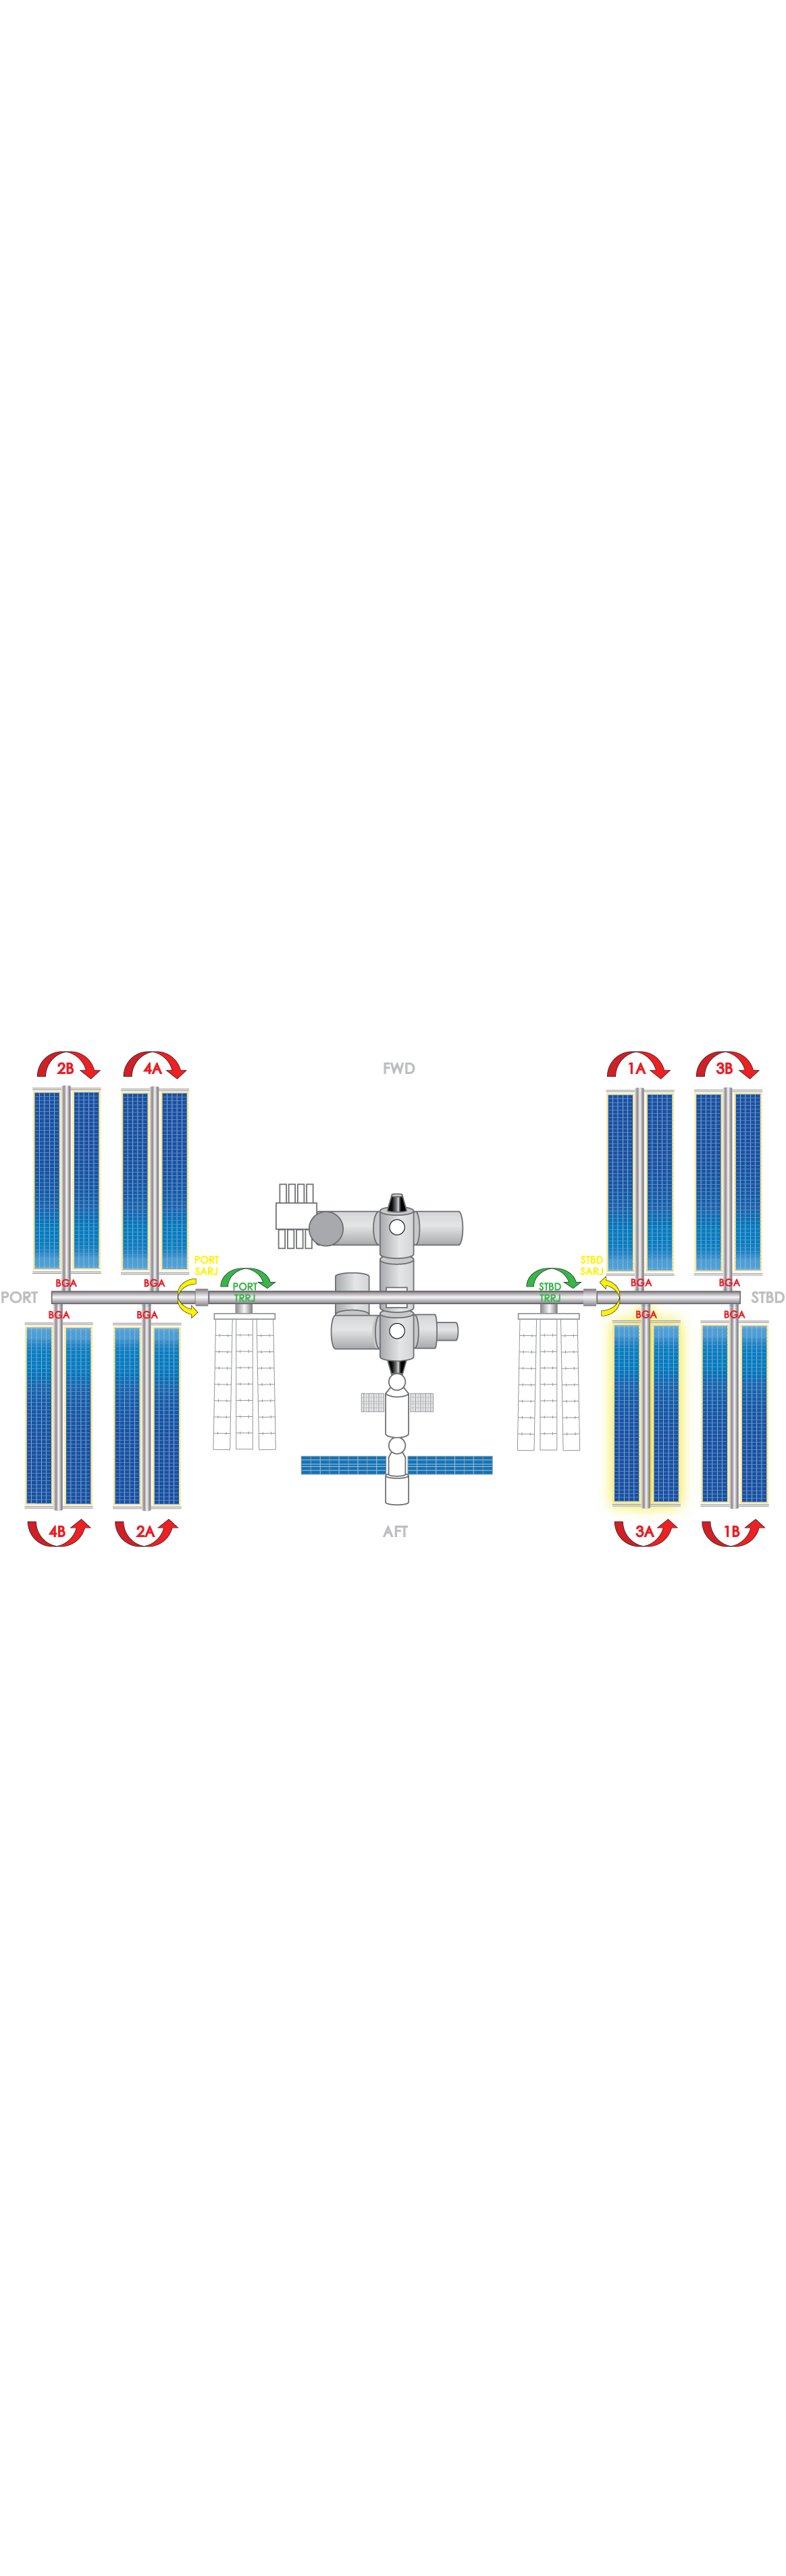 2B
4A
FWD
1A
3B
PORT
SARJ
STBD
SARJ
BGA
BGA
PORT
TRRJ
STBD
TRRJ
BGA
BGA
PORT
STBD
BGA
BGA
BGA
BGA
4B
2A
AFT
3A
1B